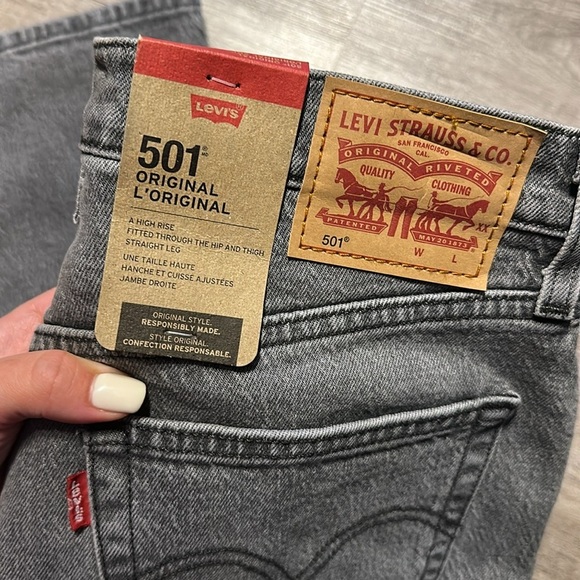 Levi's
501®
ORIGINAL
L'ORIGINAL
A HIGH RISE
FITTED THROUGH THE HIP AND THIGH
STRAIGHT LEG
UNE TAILLE HAUTE
HANCHE ET CUISSE AJUSTÉES
JAMBE DROITE
ORIGINAL STYLE.
RESPONSIBLY MADE.
STYLE ORIGINAL.
CONFECTION RESPONSABLE.
LEVI STRAUSS & CO.
SAN FRANCISCO
CAL.
ORIGINAL RIVETED
QUALITY CLOTHING
PATENTED MAY 20 1873
XX
501® W L
LEVI'S